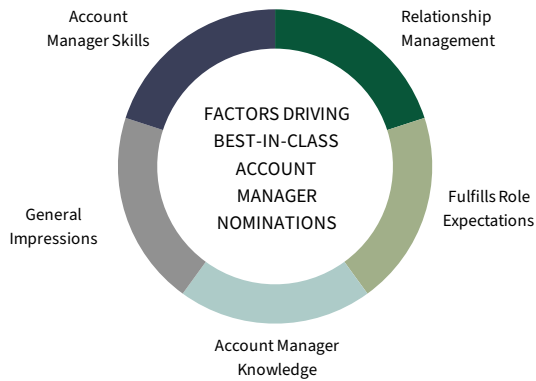 Account
Manager Skills
Relationship
Management
FACTORS DRIVING
BEST-IN-CLASS
ACCOUNT
MANAGER
NOMINATIONS
Fulfills Role
Expectations
General
Impressions
Account Manager
Knowledge